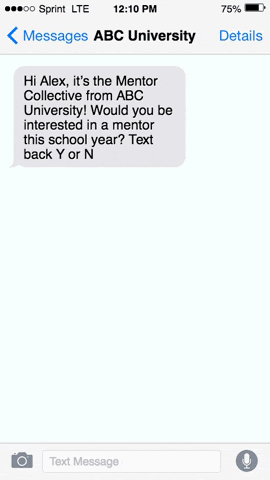 Sprint LTE 12:10 PM 75%
Messages ABC University Details
Hi Alex, it's the Mentor
Collective from ABC
University! Would you be
interested in a mentor
this school year? Text
back Y or N
Text Message